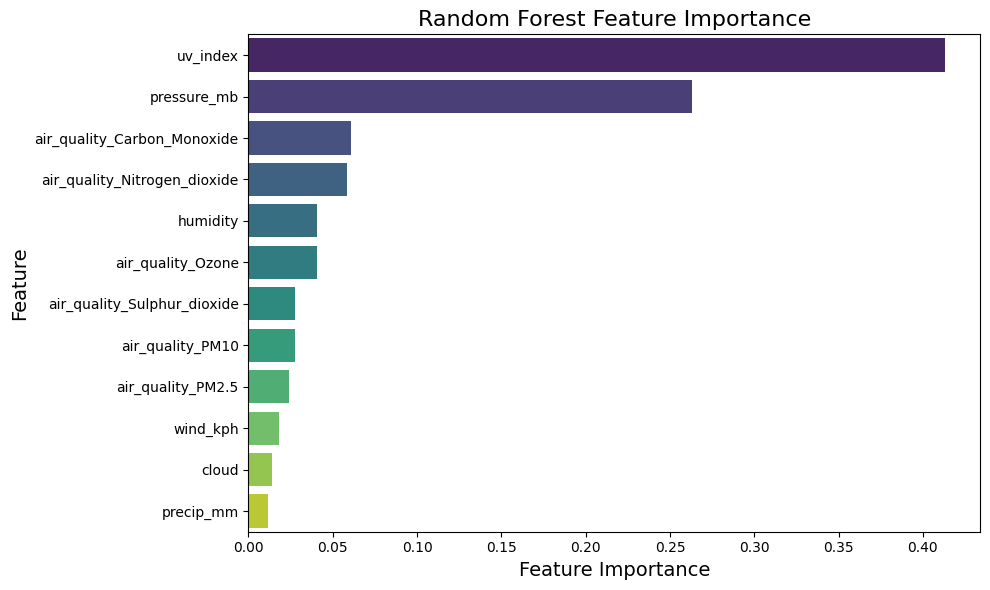 Random Forest Feature Importance
uv_index
pressure_mb
air_quality_Carbon_Monoxide
air_quality_Nitrogen_dioxide
humidity
air_quality_Ozone
air_quality_Sulphur_dioxide
air_quality_PM10
air_quality_PM2.5
wind_kph
cloud
precip_mm
Feature
0.00 0.05 0.10 0.15 0.20 0.25 0.30 0.35 0.40
Feature Importance